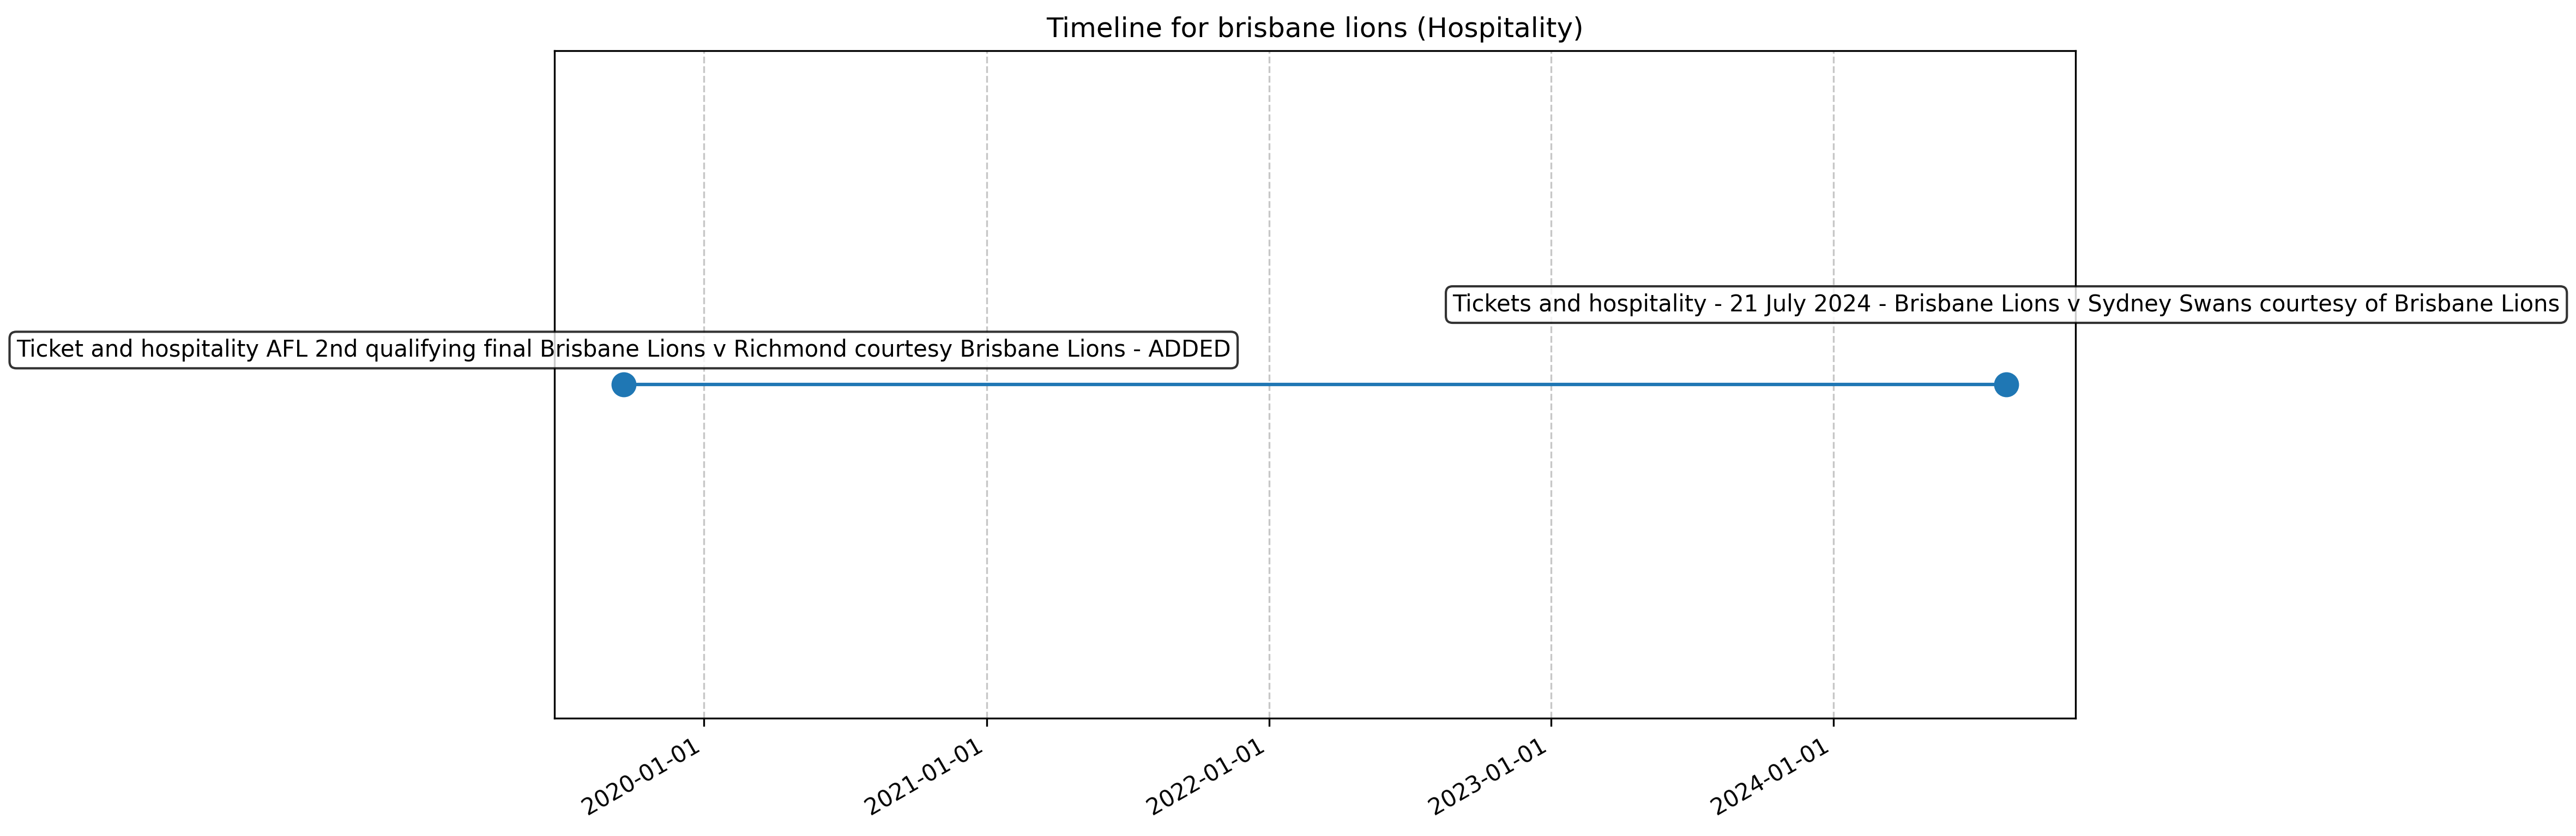 Timeline for brisbane lions (Hospitality)
Tickets and hospitality - 21 July 2024 - Brisbane Lions v Sydney Swans courtesy of Brisbane Lions
Ticket and hospitality AFL 2nd qualifying final Brisbane Lions v Richmond courtesy Brisbane Lions - ADDED
2020-01-01
2021-01-01
2022-01-01
2023-01-01
2024-01-01